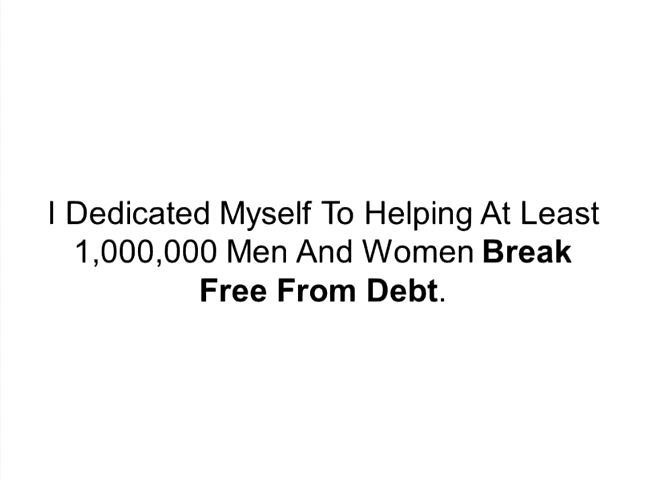 I Dedicated Myself To Helping At Least
1,000,000 Men And Women Break
Free From Debt.